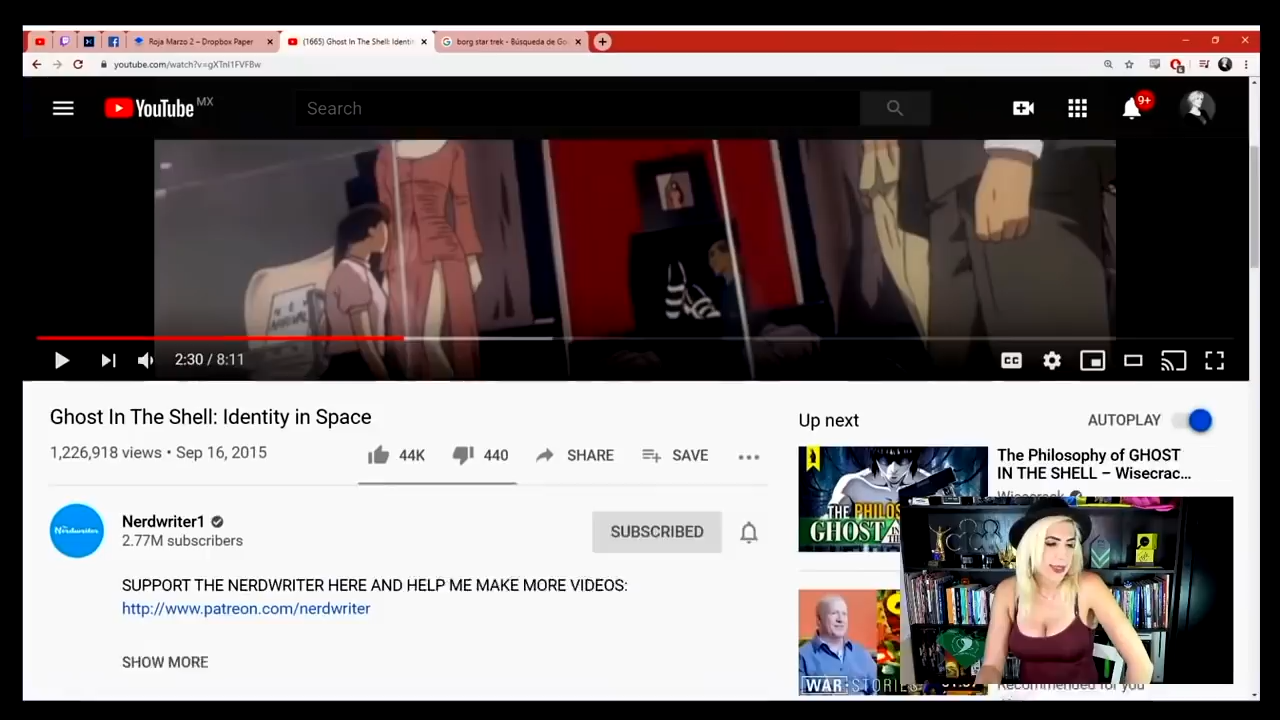 Roja Marzo 2 – Dropbox Paper
(1665) Ghost In The Shell: Identi
borg star trek - Búsqueda de Go
youtube.com/watch?v=gXTnl1FVFBw
YouTube MX
Search
9+
2:30 / 8:11
CC
Ghost In The Shell: Identity in Space
1,226,918 views • Sep 16, 2015
44K
440
SHARE
SAVE
Nerdwriter1
2.77M subscribers
SUBSCRIBED
SUPPORT THE NERDWRITER HERE AND HELP ME MAKE MORE VIDEOS:
http://www.patreon.com/nerdwriter
SHOW MORE
Up next
AUTOPLAY
The Philosophy of GHOST
IN THE SHELL – Wisecrac...
Wisecrack
THE PHILOS
GHOST IN
WAR STORIES
Recommended for you